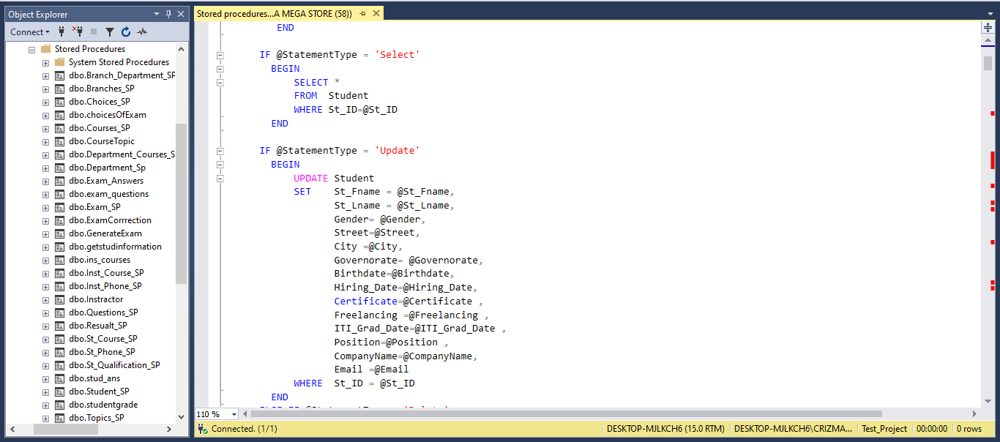 Object Explorer
Connect
Stored Procedures
System Stored Procedures
dbo.Branch_Department_SP
dbo.Branches_SP
dbo.Choices_SP
dbo.choicesOfExam
dbo.Courses_SP
dbo.CourseTopic
dbo.Department_Courses_S
dbo.Department_Sp
dbo.Exam_Answers
dbo.exam_questions
dbo.Exam_SP
dbo.ExamCorrrection
dbo.GenerateExam
dbo.getstudinformation
dbo.ins_courses
dbo.Inst_Course_SP
dbo.Inst_Phone_SP
dbo.Instractor
dbo.Questions_SP
dbo.Resualt_SP
dbo.St_Course_SP
dbo.St_Phone_SP
dbo.St_Qualification_SP
dbo.stud_ans
dbo.Student_SP
dbo.studentgrade
dbo.Topics_SP
Stored procedures...A MEGA STORE (58))
END
IF @StatementType = 'Select'
BEGIN
SELECT *
FROM Student
WHERE St_ID=@St_ID
END
IF @StatementType = 'Update'
BEGIN
UPDATE Student
SET St_Fname = @St_Fname,
St_Lname = @St_Lname,
Gender= @Gender,
Street=@Street,
City =@City,
Governorate= @Governorate,
Birthdate=@Birthdate,
Hiring_Date=@Hiring_Date,
Certificate=@Certificate ,
Freelancing =@Freelancing ,
ITI_Grad_Date=@ITI_Grad_Date ,
Position=@Position ,
CompanyName=@CompanyName,
Email =@Email
WHERE St_ID = @St_ID
END
110 %
Connected. (1/1)
DESKTOP-MJLKCH6 (15.0 RTM)
DESKTOP-MJLKCH6\CRIZMA...
Test_Project
00:00:00
0 rows